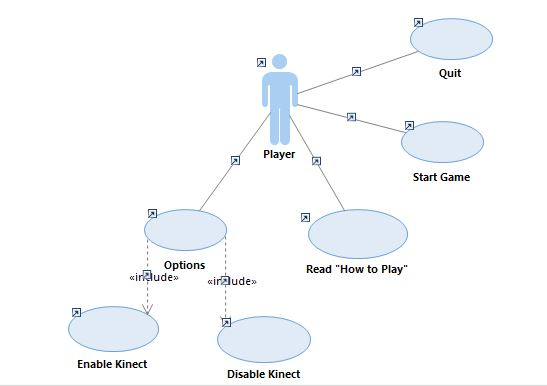 Quit
Player
Start Game
Options
Read "How to Play"
«include»
«include»
Enable Kinect
Disable Kinect